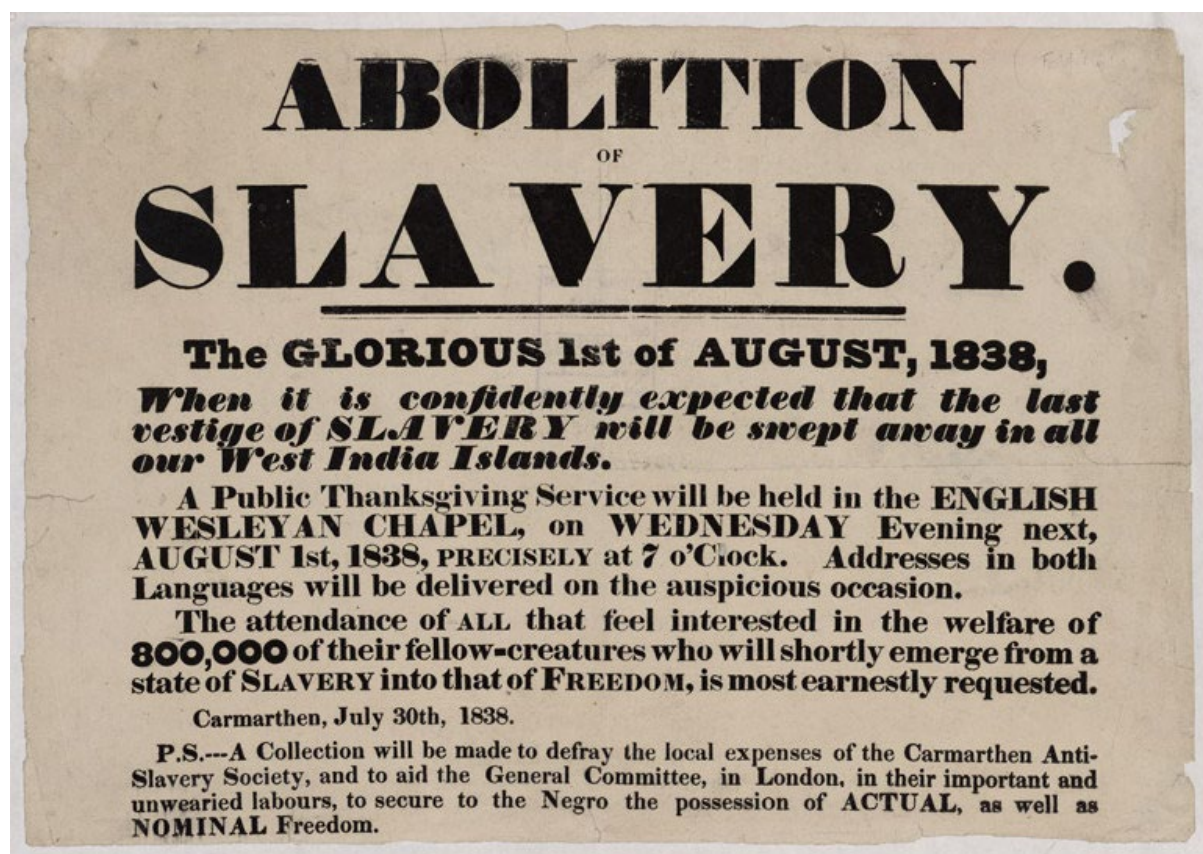 ABOLITION
OF
SLAVERY.
The GLORIOUS 1st of AUGUST, 1838,
When it is confidently expected that the last
vestige of SLAVERY will be swept away in all
our West India Islands.
A Public Thanksgiving Service will be held in the ENGLISH
WESLEYAN CHAPEL, on WEDNESDAY Evening next,
AUGUST 1st, 1838, PRECISELY at 7 o'Clock. Addresses in both
Languages will be delivered on the auspicious occasion.
The attendance of ALL that feel interested in the welfare of
800,000 of their fellow-creatures who will shortly emerge from a
state of SLAVERY into that of FREEDOM, is most earnestly requested.
Carmarthen, July 30th, 1838.
P.S.---A Collection will be made to defray the local expenses of the Carmarthen Anti-
Slavery Society, and to aid the General Committee, in London, in their important and
unwearied labours, to secure to the Negro the possession of ACTUAL, as well as
NOMINAL Freedom.